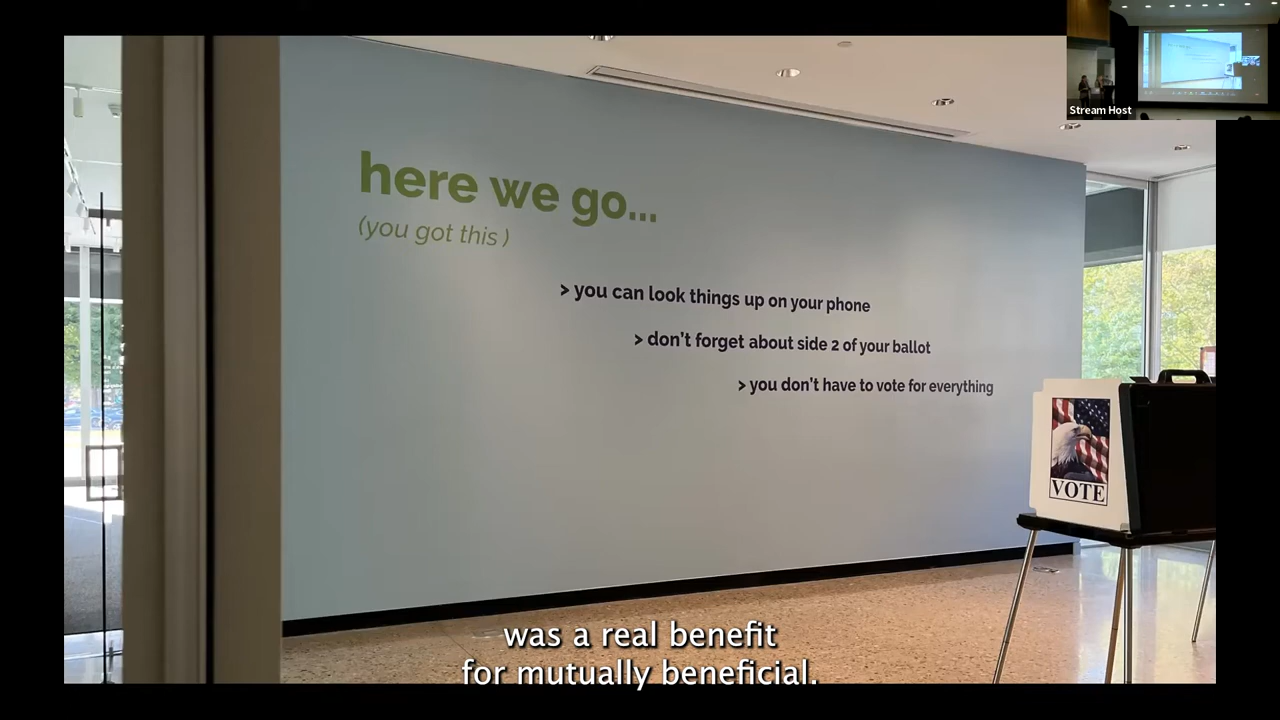 Stream Host
here we go...
(you got this )
> you can look things up on your phone
> don't forget about side 2 of your ballot
> you don't have to vote for everything
VOTE
was a real benefit
for mutually beneficial.